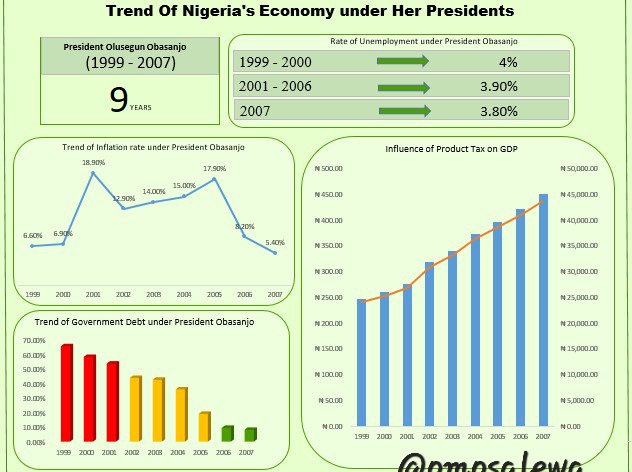 Trend Of Nigeria's Economy under Her Presidents
President Olusegun Obasanjo
(1999 - 2007)
9 YEARS
Rate of Unemployment under President Obasanjo
1999 - 2000 4%
2001 - 2006 3.90%
2007 3.80%
Trend of Inflation rate under President Obasanjo
18.90%
17.90%
15.00%
14.00%
12.90%
8.20%
6.60%
6.90%
5.40%
1999 2000 2001 2002 2003 2004 2005 2006 2007
Trend of Government Debt under President Obasanjo
70.00%
60.00%
50.00%
40.00%
30.00%
20.00%
10.00%
0.00%
1999 2000 2001 2002 2003 2004 2005 2006 2007
Influence of Product Tax on GDP
₦ 500.00 ₦ 50,000.00
₦ 450.00 ₦ 45,000.00
₦ 400.00 ₦ 40,000.00
₦ 350.00 ₦ 35,000.00
₦ 300.00 ₦ 30,000.00
₦ 250.00 ₦ 25,000.00
₦ 200.00 ₦ 20,000.00
₦ 150.00 ₦ 15,000.00
₦ 100.00 ₦ 10,000.00
₦ 50.00 ₦ 5,000.00
₦ 0.00 ₦ 0.00
1999 2000 2001 2002 2003 2004 2005 2006 2007